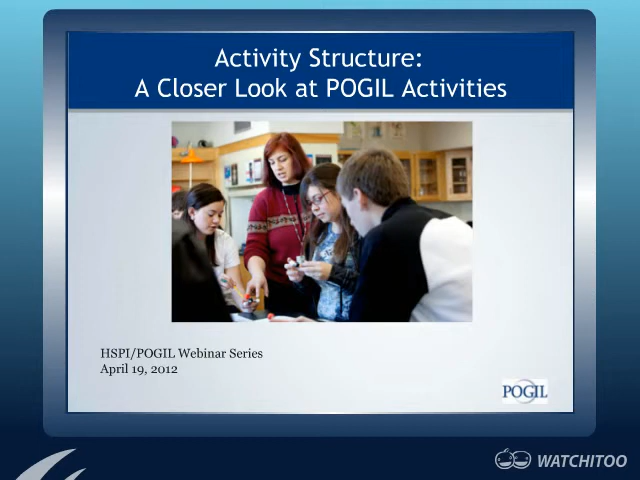 Activity Structure:
A Closer Look at POGIL Activities
HSPI/POGIL Webinar Series
April 19, 2012
POGIL
WATCHITOO